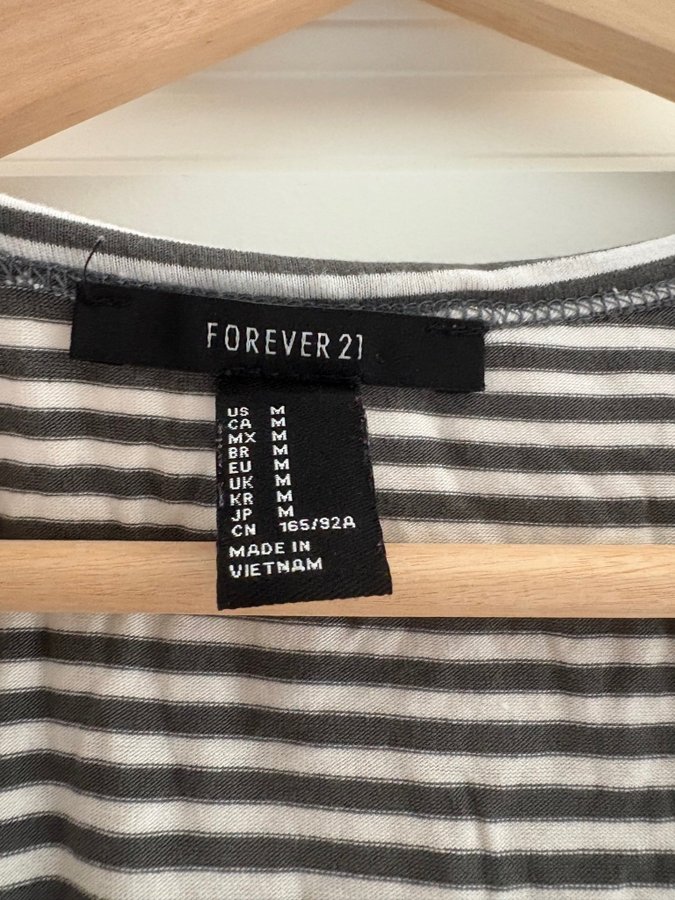 FOREVER 21
US M
CA M
MX M
BR M
EU M
UK M
KR M
JP M
CN 165/92A
MADE IN
VIETNAM